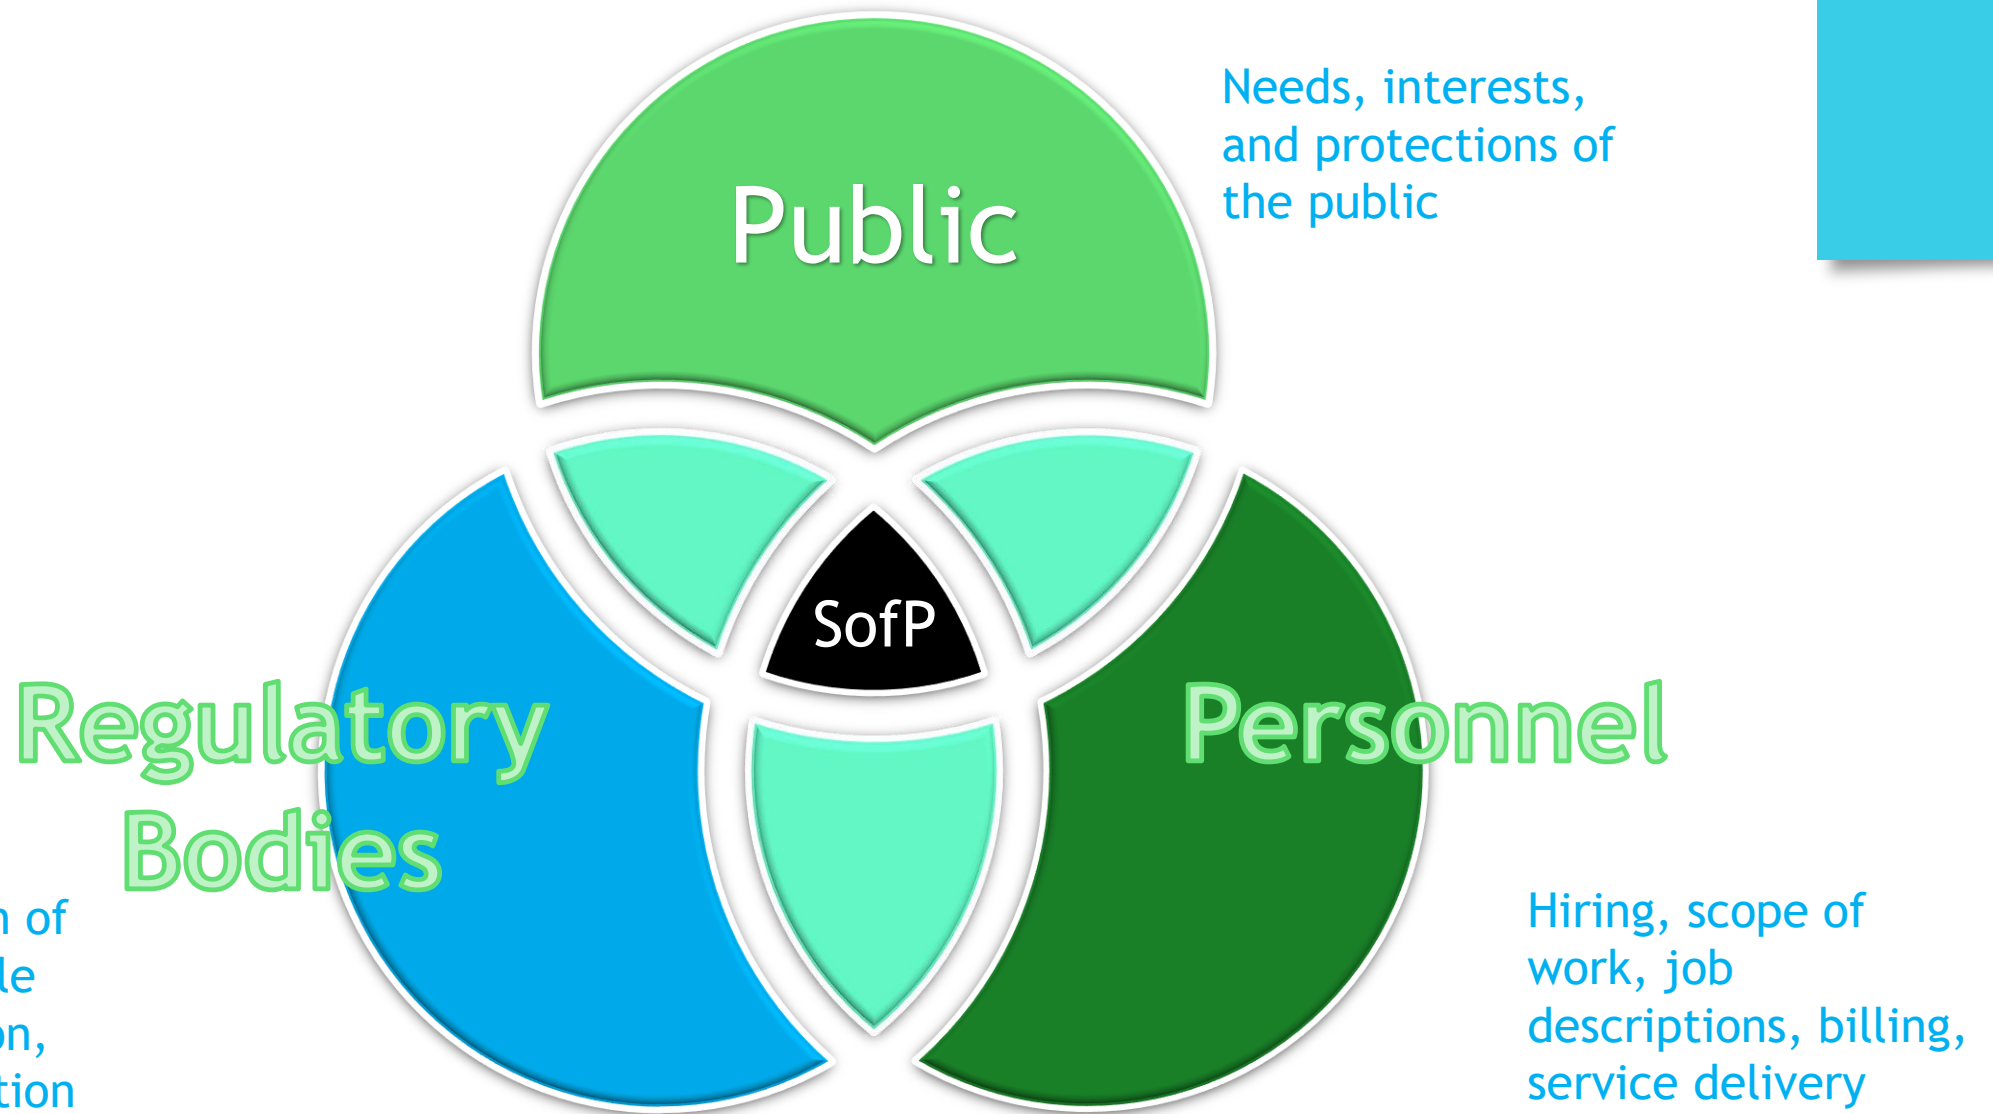 Needs, interests,
and protections of
the public
Public
SofP
Regulatory
Bodies
Personnel
of
Hiring, scope of
work, job
descriptions, billing,
service delivery